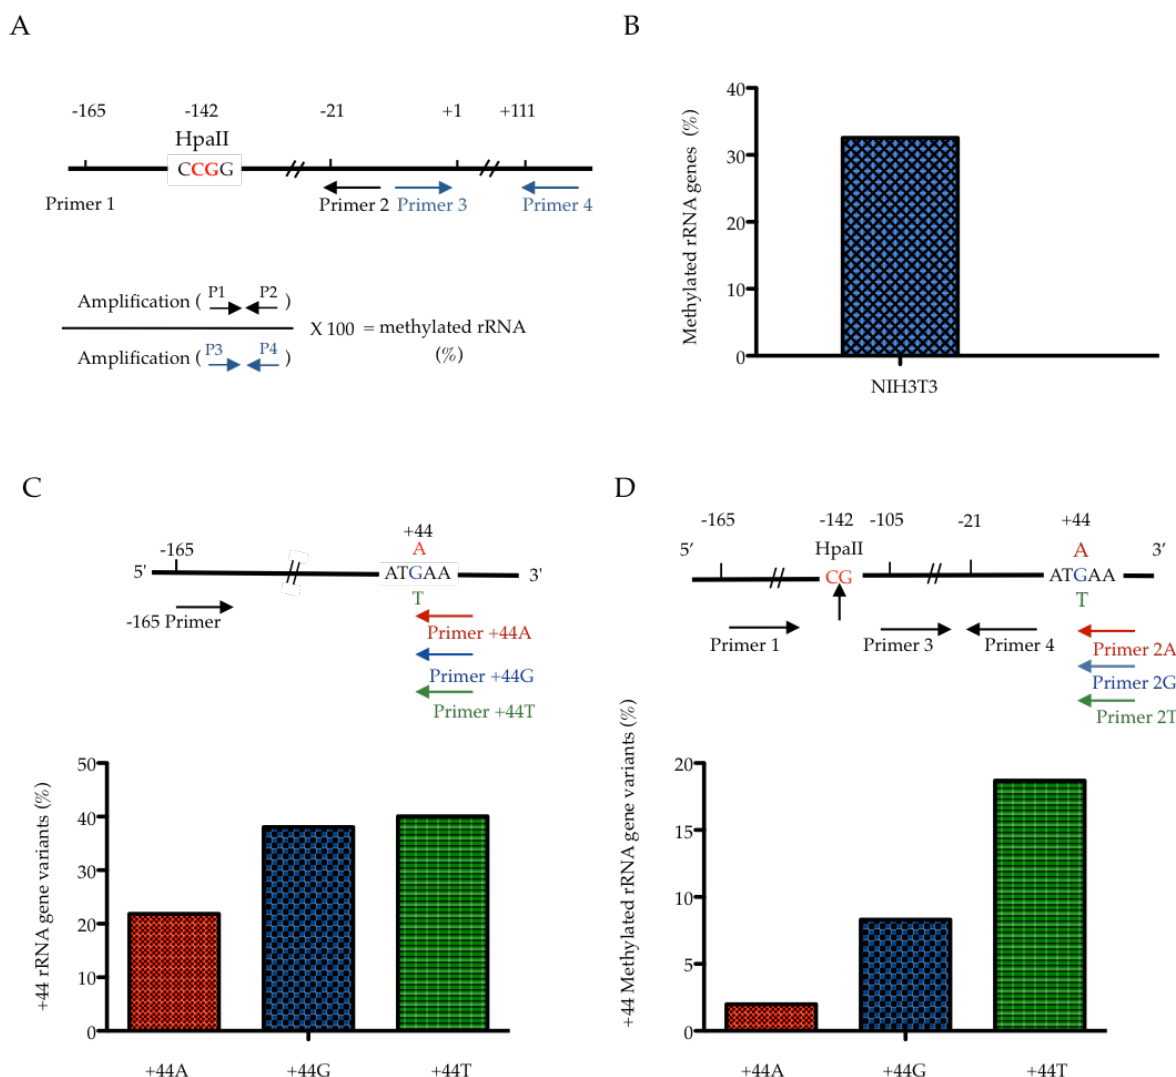 A
-165 -142 -21 +1 +111
HpaII
CCGG
Primer 1 Primer 2 Primer 3 Primer 4
Amplification ( P1 P2 )
X 100 = methylated rRNA
(%)
Amplification ( P3 P4 )
B
Methylated rRNA genes (%)
40
30
20
10
0
NIH3T3
C
+44
-165 A
5' ATGAA 3'
T
-165 Primer
Primer +44A
Primer +44G
Primer +44T
+44 rRNA gene variants (%)
50
40
30
20
10
0
+44A +44G +44T
D
-165 -142 -105 -21 +44
5' HpaII A 3'
CG ATGAA
T
Primer 1 Primer 3 Primer 4
Primer 2A
Primer 2G
Primer 2T
+44 Methylated rRNA gene variants (%)
20
15
10
5
0
+44A +44G +44T